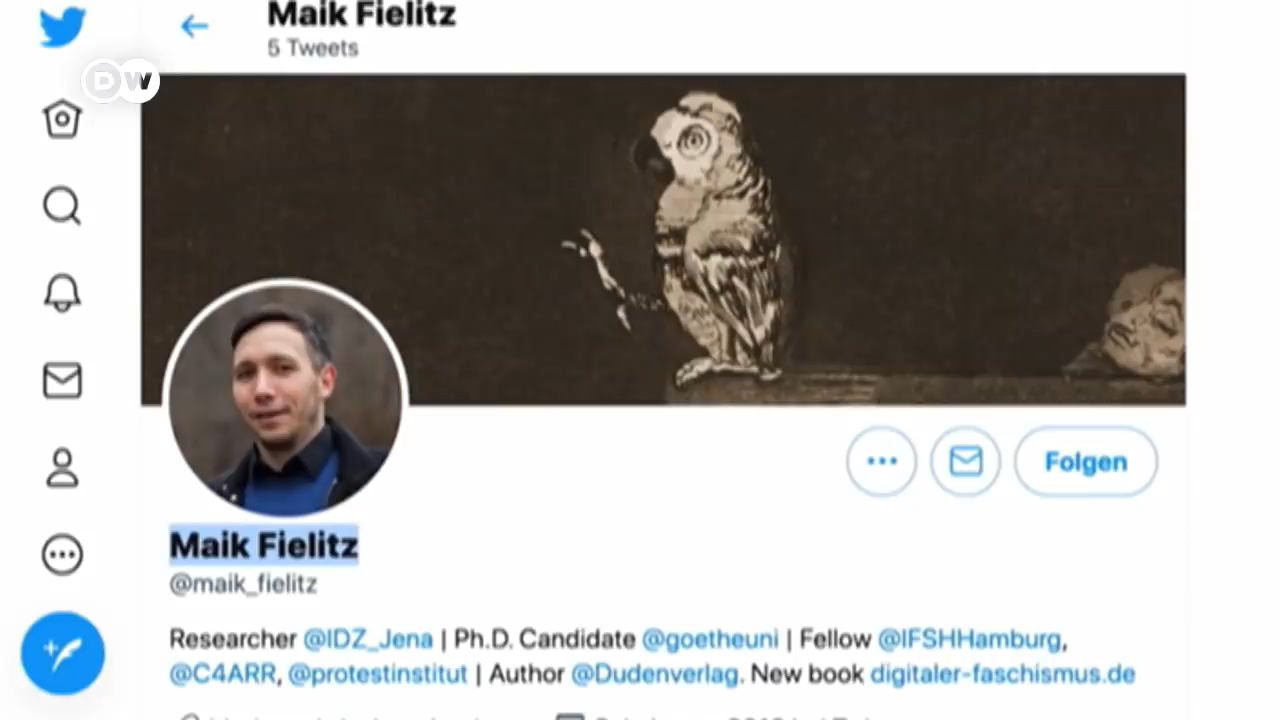 Maik Fielitz
5 Tweets
DW
Folgen
Maik Fielitz
@maik_fielitz
Researcher @IDZ_Jena | Ph.D. Candidate @goetheuni | Fellow @IFSHHamburg,
@C4ARR, @protestinstitut | Author @Dudenverlag. New book digitaler-faschismus.de